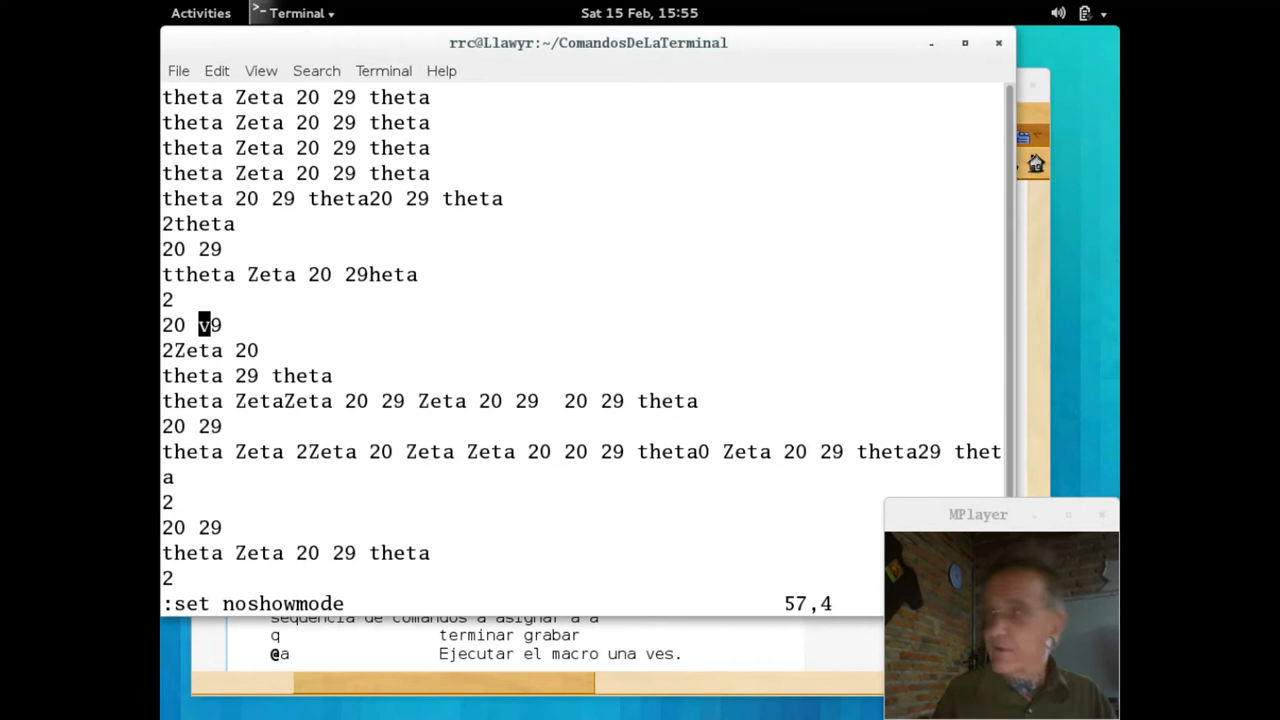 Activities
Terminal
Sat 15 Feb, 15:55
rrc@Llawyr:~/ComandosDeLaTerminal
File Edit View Search Terminal Help
theta Zeta 20 29 theta
theta Zeta 20 29 theta
theta Zeta 20 29 theta
theta Zeta 20 29 theta
theta 20 29 theta20 29 theta
2theta
20 29
ttheta Zeta 20 29heta
2
20 v9
2Zeta 20
theta 29 theta
theta ZetaZeta 20 29 Zeta 20 29  20 29 theta
20 29
theta Zeta 2Zeta 20 Zeta Zeta 20 20 29 theta0 Zeta 20 29 theta29 thet
a
2
20 29
theta Zeta 20 29 theta
2
:set noshowmode 57,4
sequencia de comandos a asignar a a
q terminar grabar
@a Ejecutar el macro una ves.
MPlayer